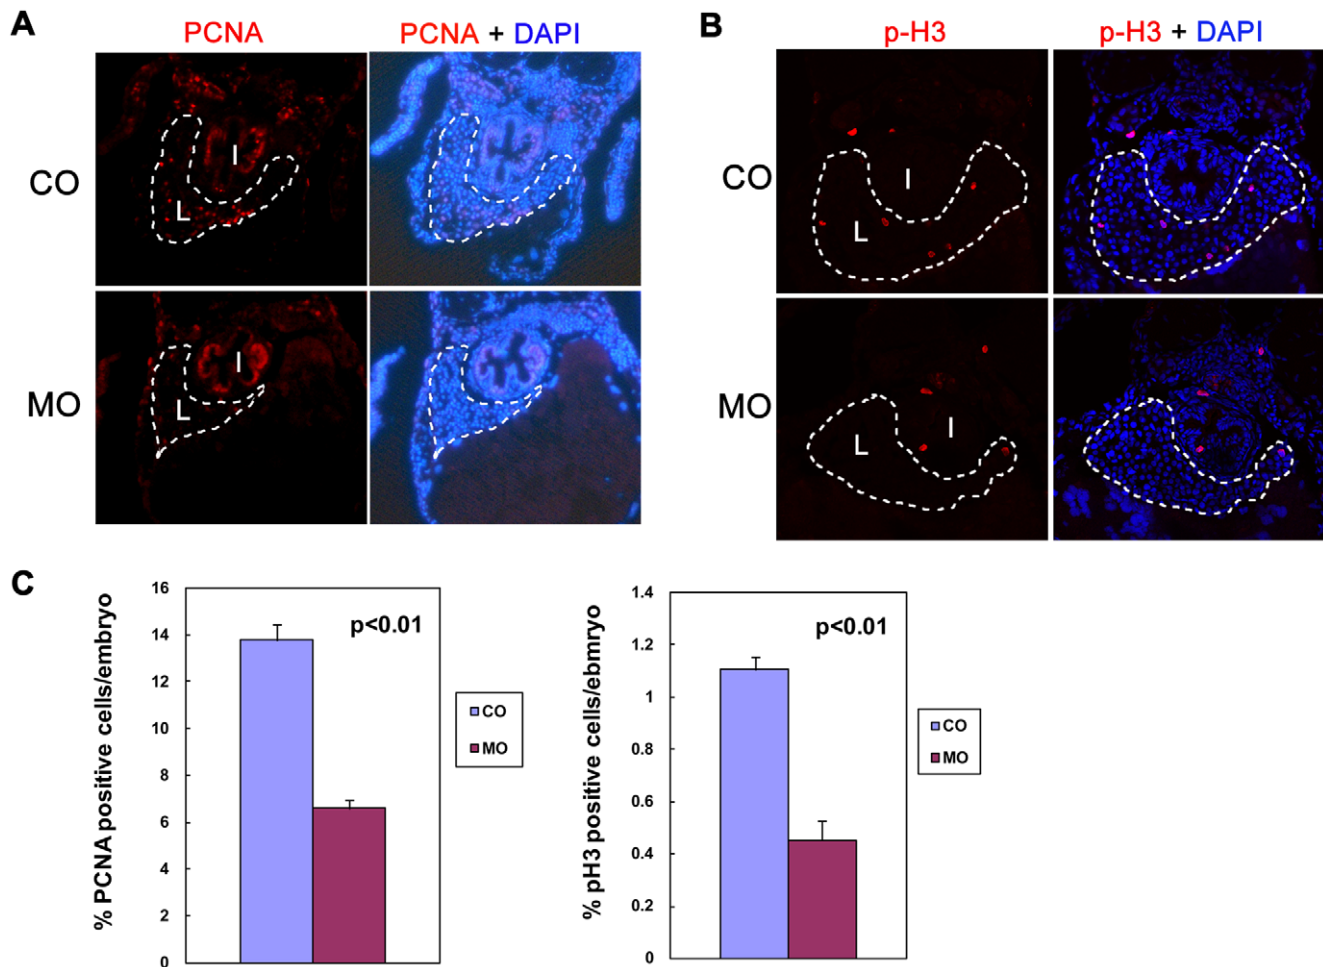 A
PCNA
PCNA + DAPI
B
p-H3
p-H3 + DAPI
CO
I
L
CO
I
L
MO
I
L
MO
L
I
C
% PCNA positive cells/embryo
16
14
12
10
8
6
4
2
0
p<0.01
CO
MO
% pH3 positive cells/ebmryo
1.4
1.2
1
0.8
0.6
0.4
0.2
0
p<0.01
CO
MO